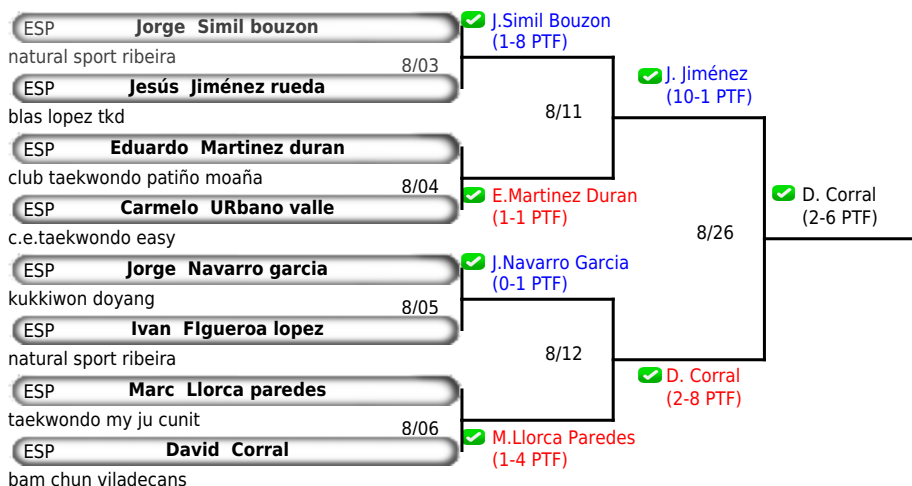 ESP Jorge Simil bouzon
natural sport ribeira
8/03
ESP Jesús Jiménez rueda
blas lopez tkd
ESP Eduardo Martinez duran
club taekwondo patiño moaña
8/04
ESP Carmelo URbano valle
c.e.taekwondo easy
ESP Jorge Navarro garcia
kukkiwon doyang
8/05
ESP Ivan FIgueroa lopez
natural sport ribeira
ESP Marc Llorca paredes
taekwondo my ju cunit
8/06
ESP David Corral
bam chun viladecans
J.Simil Bouzon
(1-8 PTF)
8/11
E.Martinez Duran
(1-1 PTF)
J.Navarro Garcia
(0-1 PTF)
8/12
M.Llorca Paredes
(1-4 PTF)
J. Jiménez
(10-1 PTF)
8/26
D. Corral
(2-8 PTF)
D. Corral
(2-6 PTF)